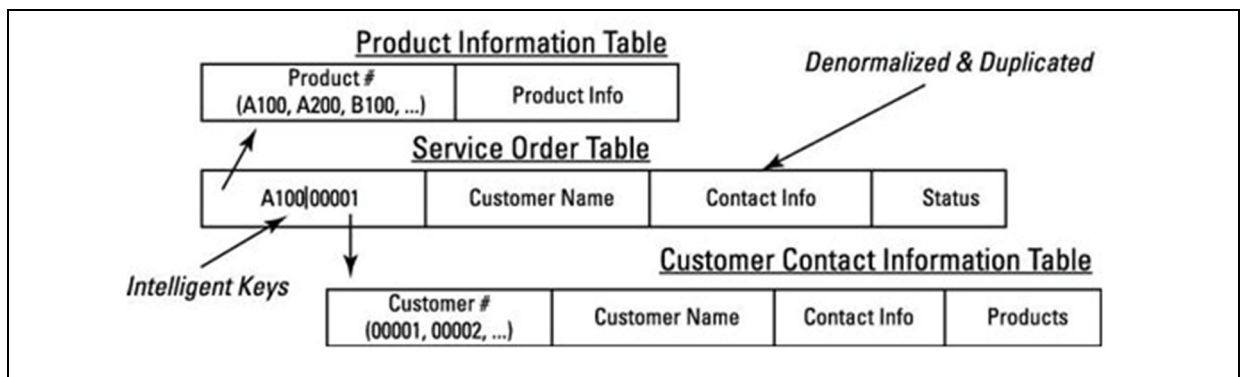 Product Information Table
Denormalized & Duplicated
Product #
(A100, A200, B100, ...)
Product Info
Service Order Table
A100|00001
Customer Name
Contact Info
Status
Intelligent Keys
Customer Contact Information Table
Customer #
(00001, 00002, ...)
Customer Name
Contact Info
Products